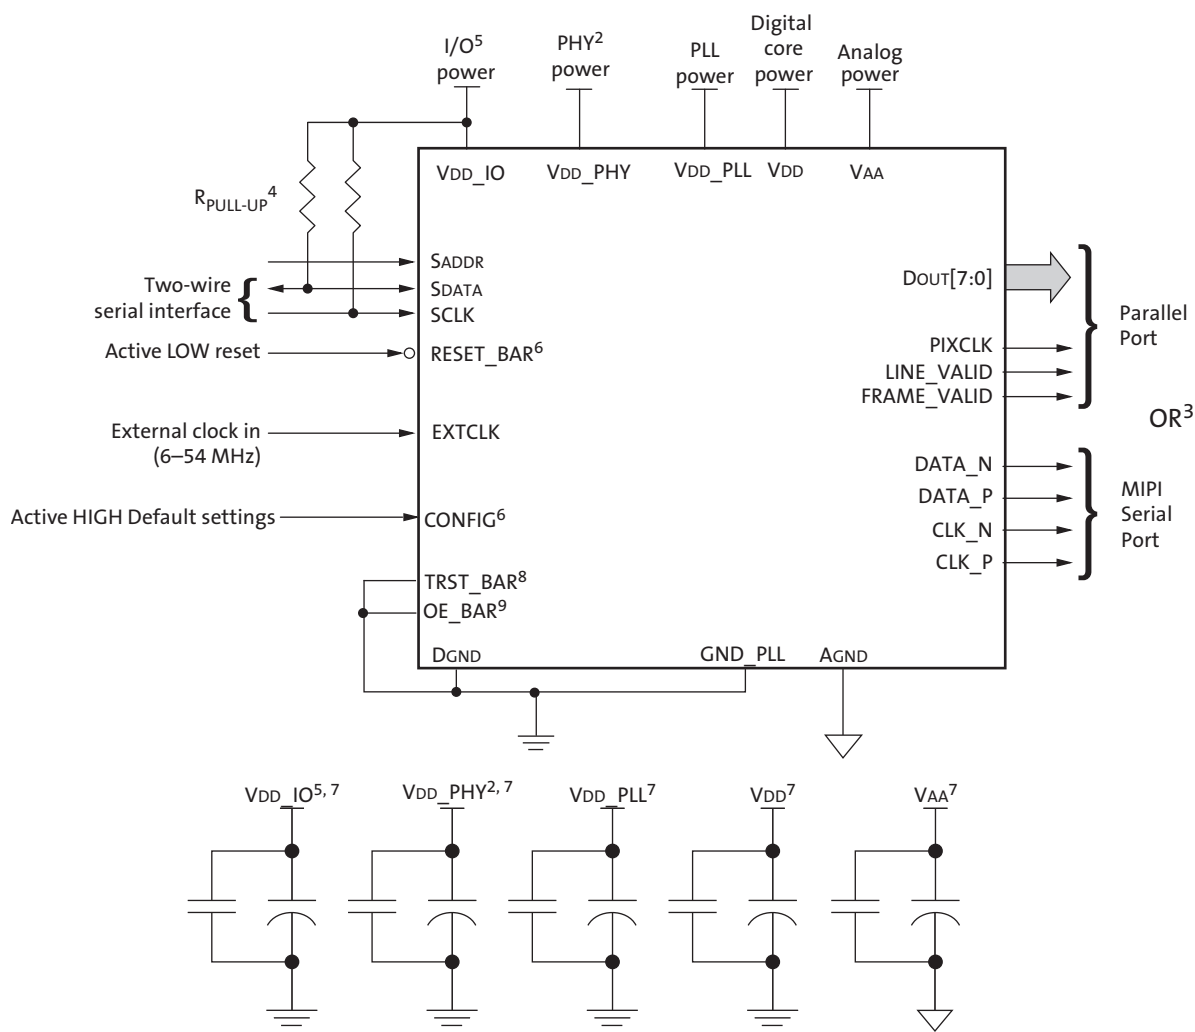 I/O5
power
PHY2
power
PLL
power
Digital
core
power
Analog
power
VDD_IO
VDD_PHY
VDD_PLL
VDD
VAA
RPULL-UP4
SADDR
Two-wire
serial interface
{
SDATA
SCLK
Active LOW reset
RESET_BAR6
External clock in
(6–54 MHz)
EXTCLK
Active HIGH Default settings
CONFIG6
TRST_BAR8
OE_BAR9
DGND
GND_PLL
AGND
DOUT[7:0]
PIXCLK
LINE_VALID
FRAME_VALID
}
Parallel
Port
OR3
DATA_N
DATA_P
CLK_N
CLK_P
}
MIPI
Serial
Port
VDD_IO5, 7
VDD_PHY2, 7
VDD_PLL7
VDD7
VAA7